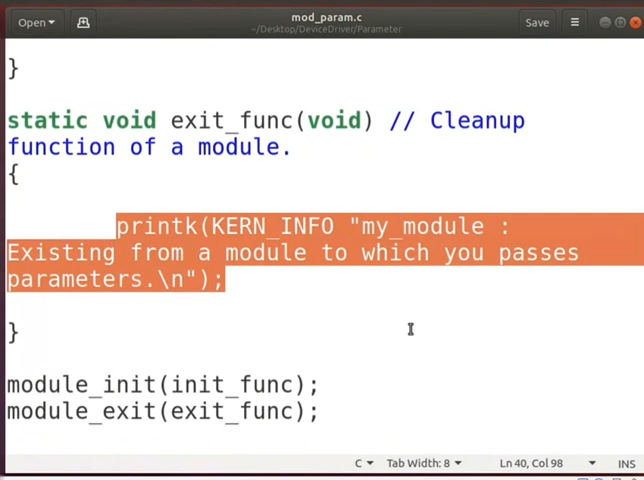 Open
mod_param.c
~/Desktop/DeviceDriver/Parameter
Save
}
static void exit_func(void) // Cleanup
function of a module.
{
printk(KERN_INFO "my_module :
Existing from a module to which you passes
parameters.\n");
}
module_init(init_func);
module_exit(exit_func);
C
Tab Width: 8
Ln 40, Col 98
INS